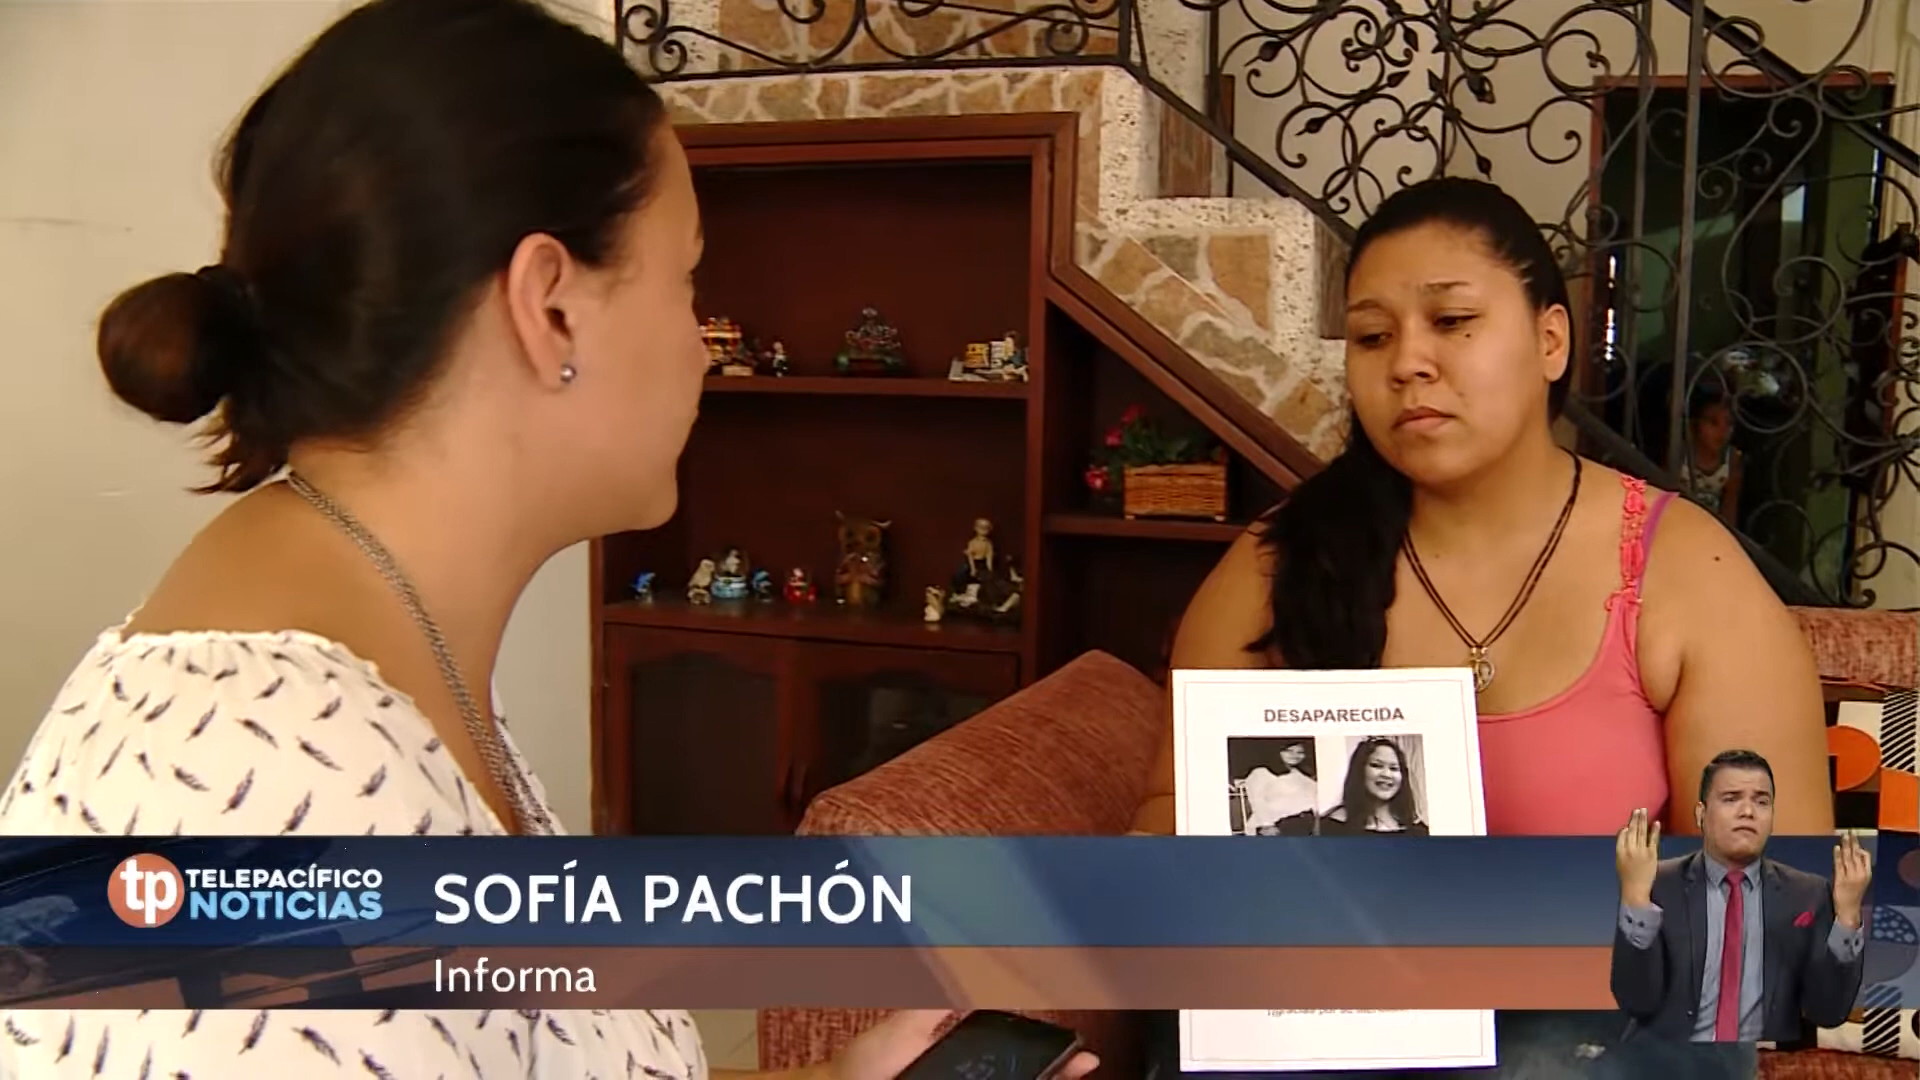 DESAPARECIDA
tp TELEPACÍFICO
NOTICIAS
SOFÍA PACHÓN
Informa